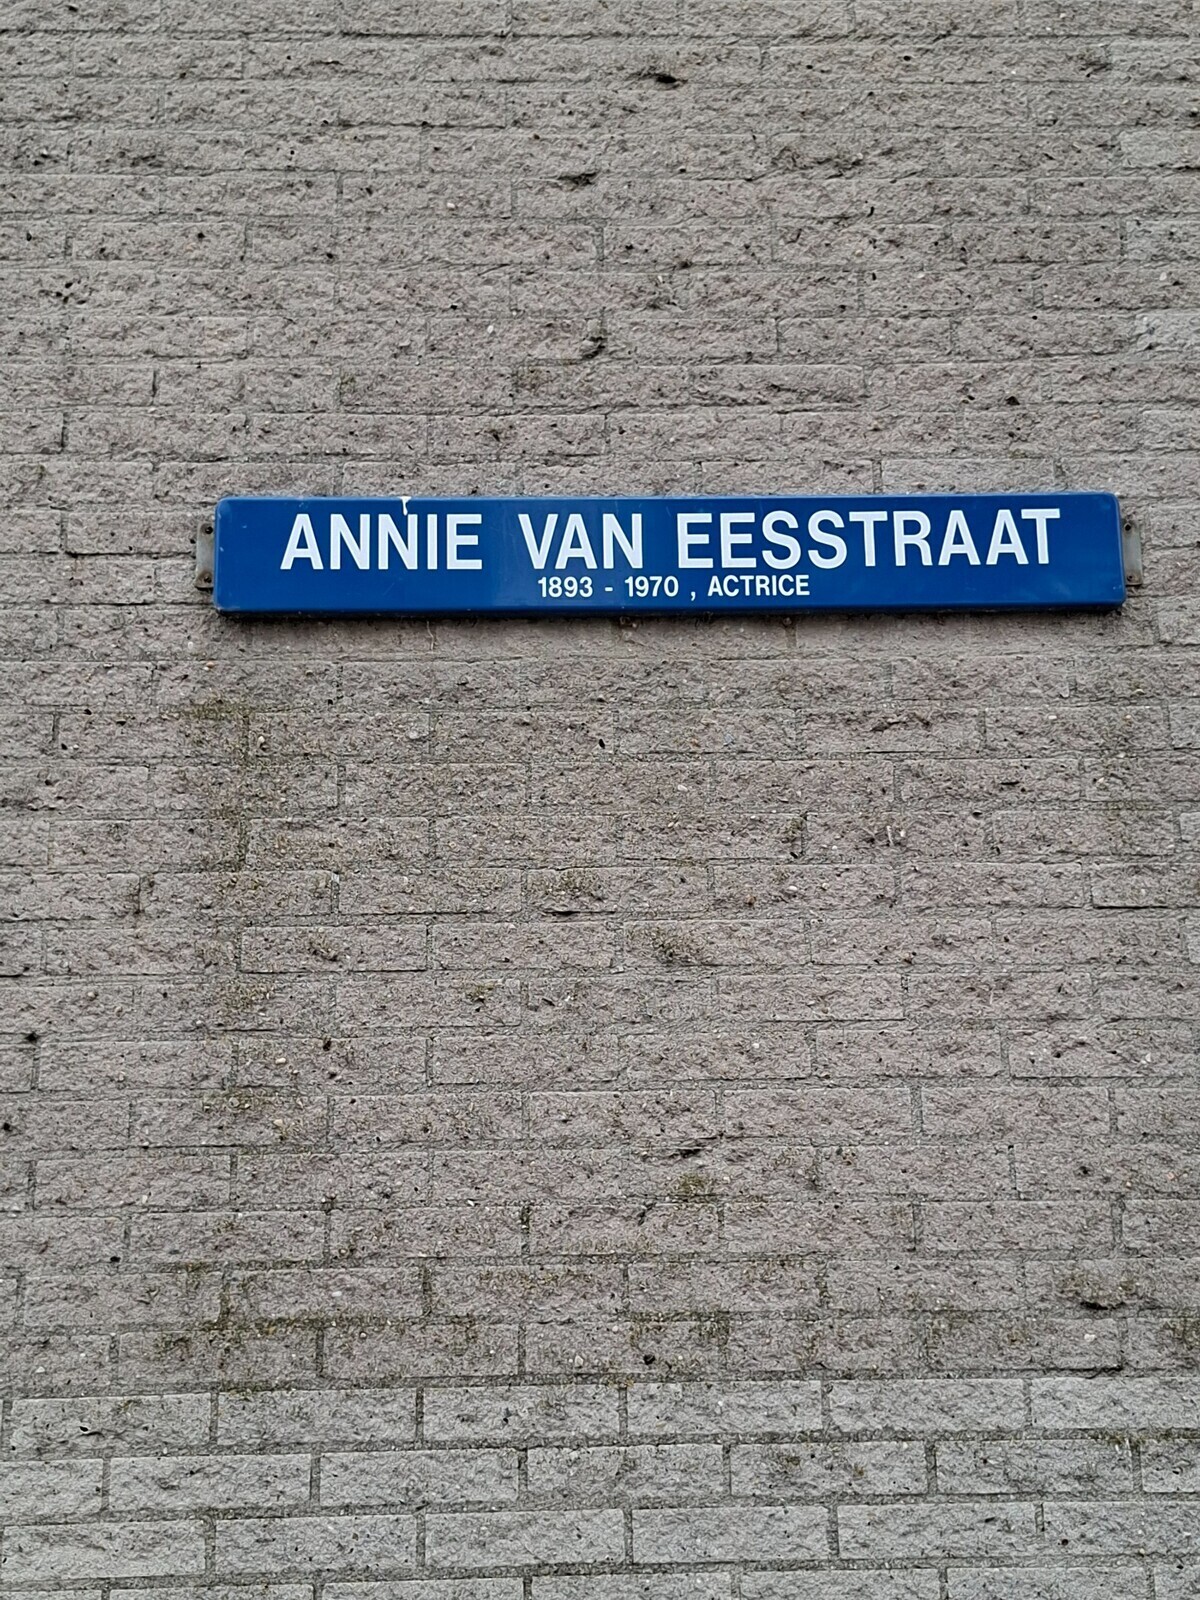 ANNIE VAN EESSTRAAT
1893 - 1970 , ACTRICE